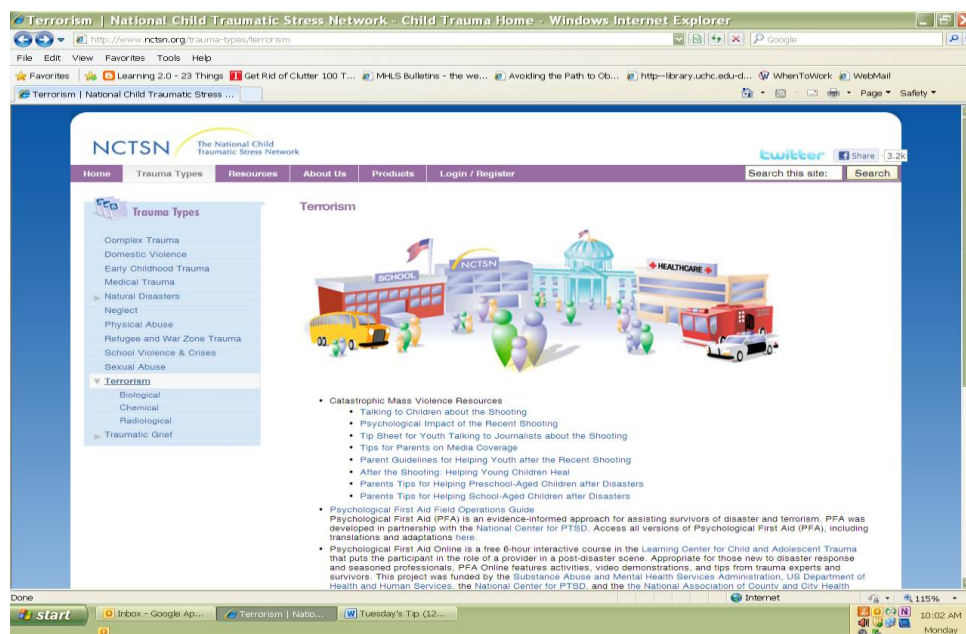 Terrorism | National Child Traumatic Stress Network - Child Trauma Home - Windows Internet Explorer
http://www.nctsn.org/trauma-types/terrorism
Google
File Edit View Favorites Tools Help
Favorites Learning 2.0 - 23 Things Get Rid of Clutter 100 T... MHLS Bulletins - the we... Avoiding the Path to Ob... http--library.uchc.edu-d... WhenToWork WebMail
Terrorism | National Child Traumatic Stress ... Page Safety
NCTSN The National Child
Traumatic Stress Network
twitter Share 3.2k
Home Trauma Types Resources About Us Products Login / Register Search this site: Search
Trauma Types
Complex Trauma
Domestic Violence
Early Childhood Trauma
Medical Trauma
Natural Disasters
Neglect
Physical Abuse
Refugee and War Zone Trauma
School Violence & Crises
Sexual Abuse
Terrorism
Biological
Chemical
Radiological
Traumatic Grief
Terrorism
SCHOOL
NCTSN
HEALTHCARE
• Catastrophic Mass Violence Resources
• Talking to Children about the Shooting
• Psychological Impact of the Recent Shooting
• Tip Sheet for Youth Talking to Journalists about the Shooting
• Tips for Parents on Media Coverage
• Parent Guidelines for Helping Youth after the Recent Shooting
• After the Shooting: Helping Young Children Heal
• Parents Tips for Helping Preschool-Aged Children after Disasters
• Parents Tips for Helping School-Aged Children after Disasters
• Psychological First Aid Field Operations Guide
Psychological First Aid (PFA) is an evidence-informed approach for assisting survivors of disaster and terrorism. PFA was
developed in partnership with the National Center for PTSD. Access all versions of Psychological First Aid (PFA), including
translations and adaptations here.
• Psychological First Aid Online is a free 6-hour interactive course in the Learning Center for Child and Adolescent Trauma
that puts the participant in the role of a provider in a post-disaster scene. Appropriate for those new to disaster response
and seasoned professionals, PFA Online features activities, video demonstrations, and tips from trauma experts and
survivors. This project was funded by the Substance Abuse and Mental Health Services Administration, US Department of
Health and Human Services, the National Center for PTSD, and the the National Association of County and City Health
Done Internet 115%
start Inbox - Google Ap... Terrorism | Natio... Tuesday's Tip (12... 10:02 AM
Monday